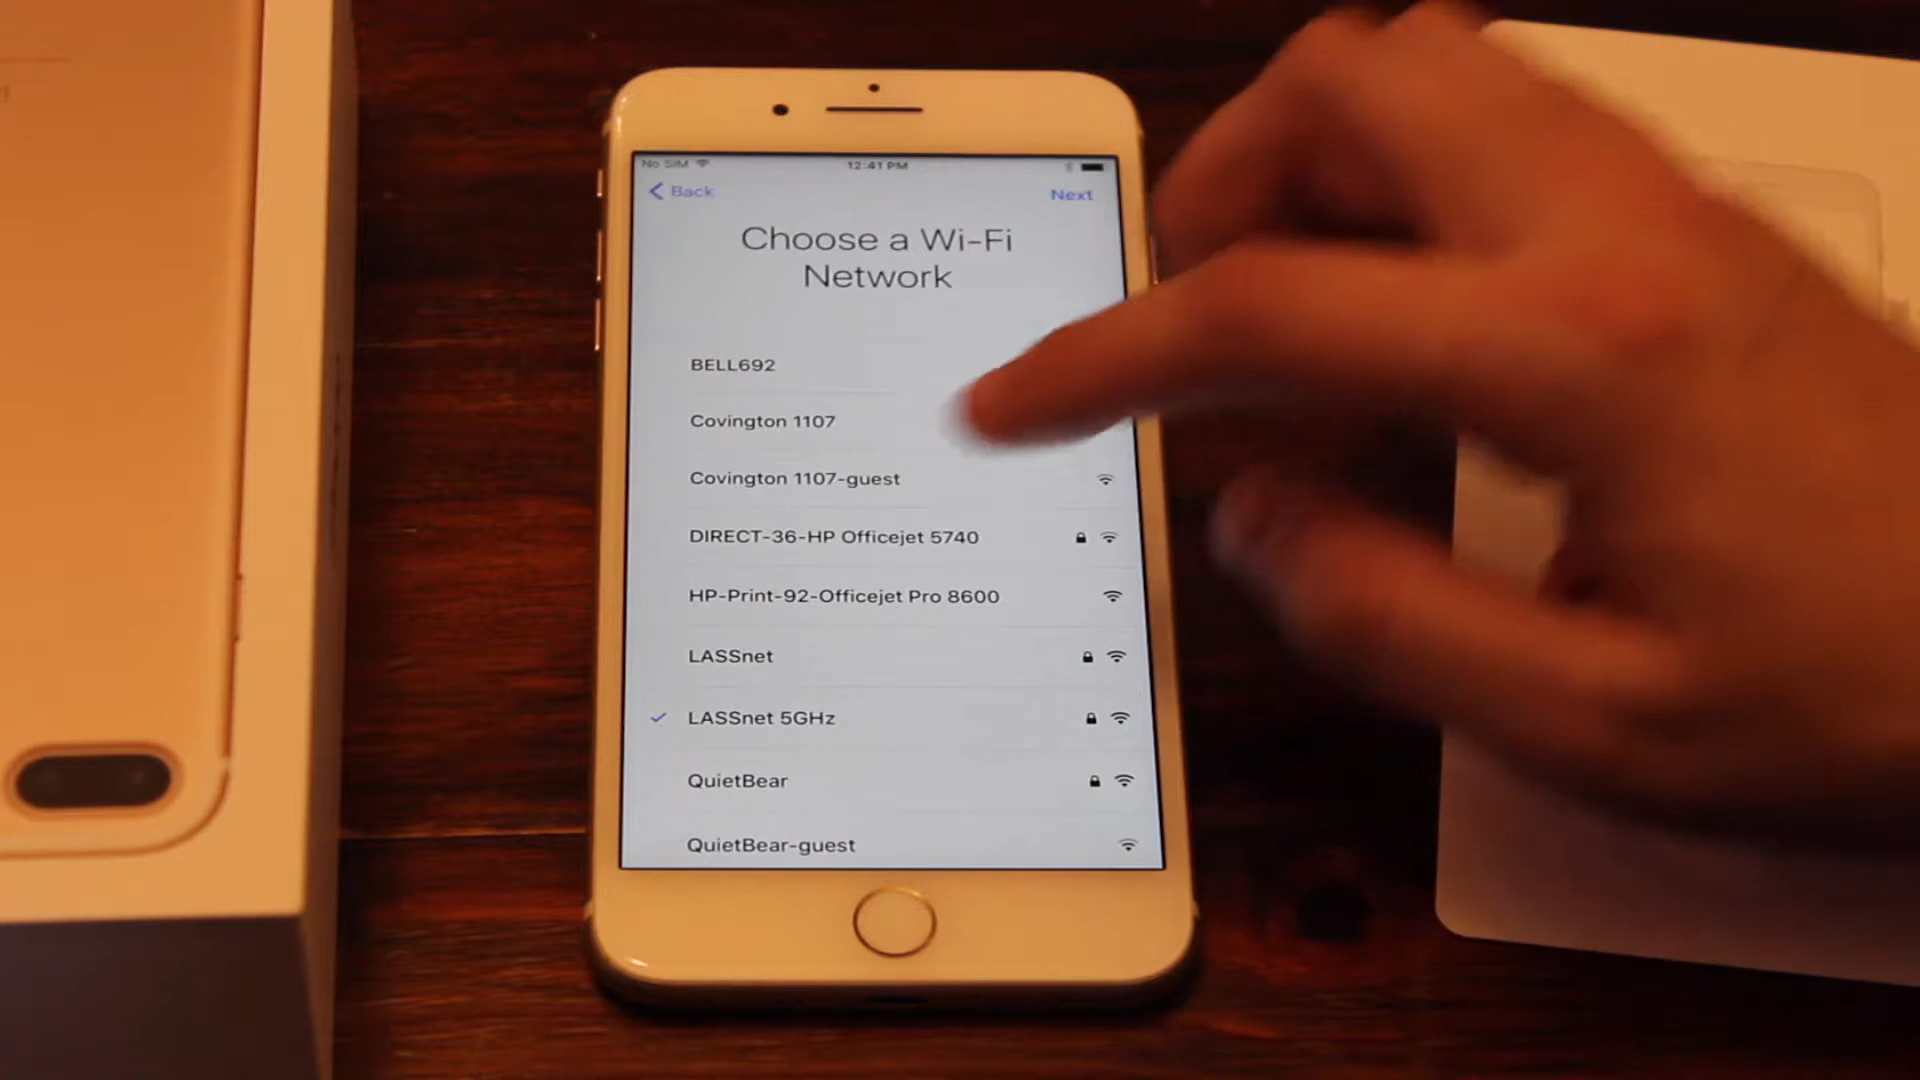 No SIM
12:41 PM
Back
Next
Choose a Wi-Fi
Network
BELL692
Covington 1107
Covington 1107-guest
DIRECT-36-HP Officejet 5740
HP-Print-92-Officejet Pro 8600
LASSnet
LASSnet 5GHz
QuietBear
QuietBear-guest